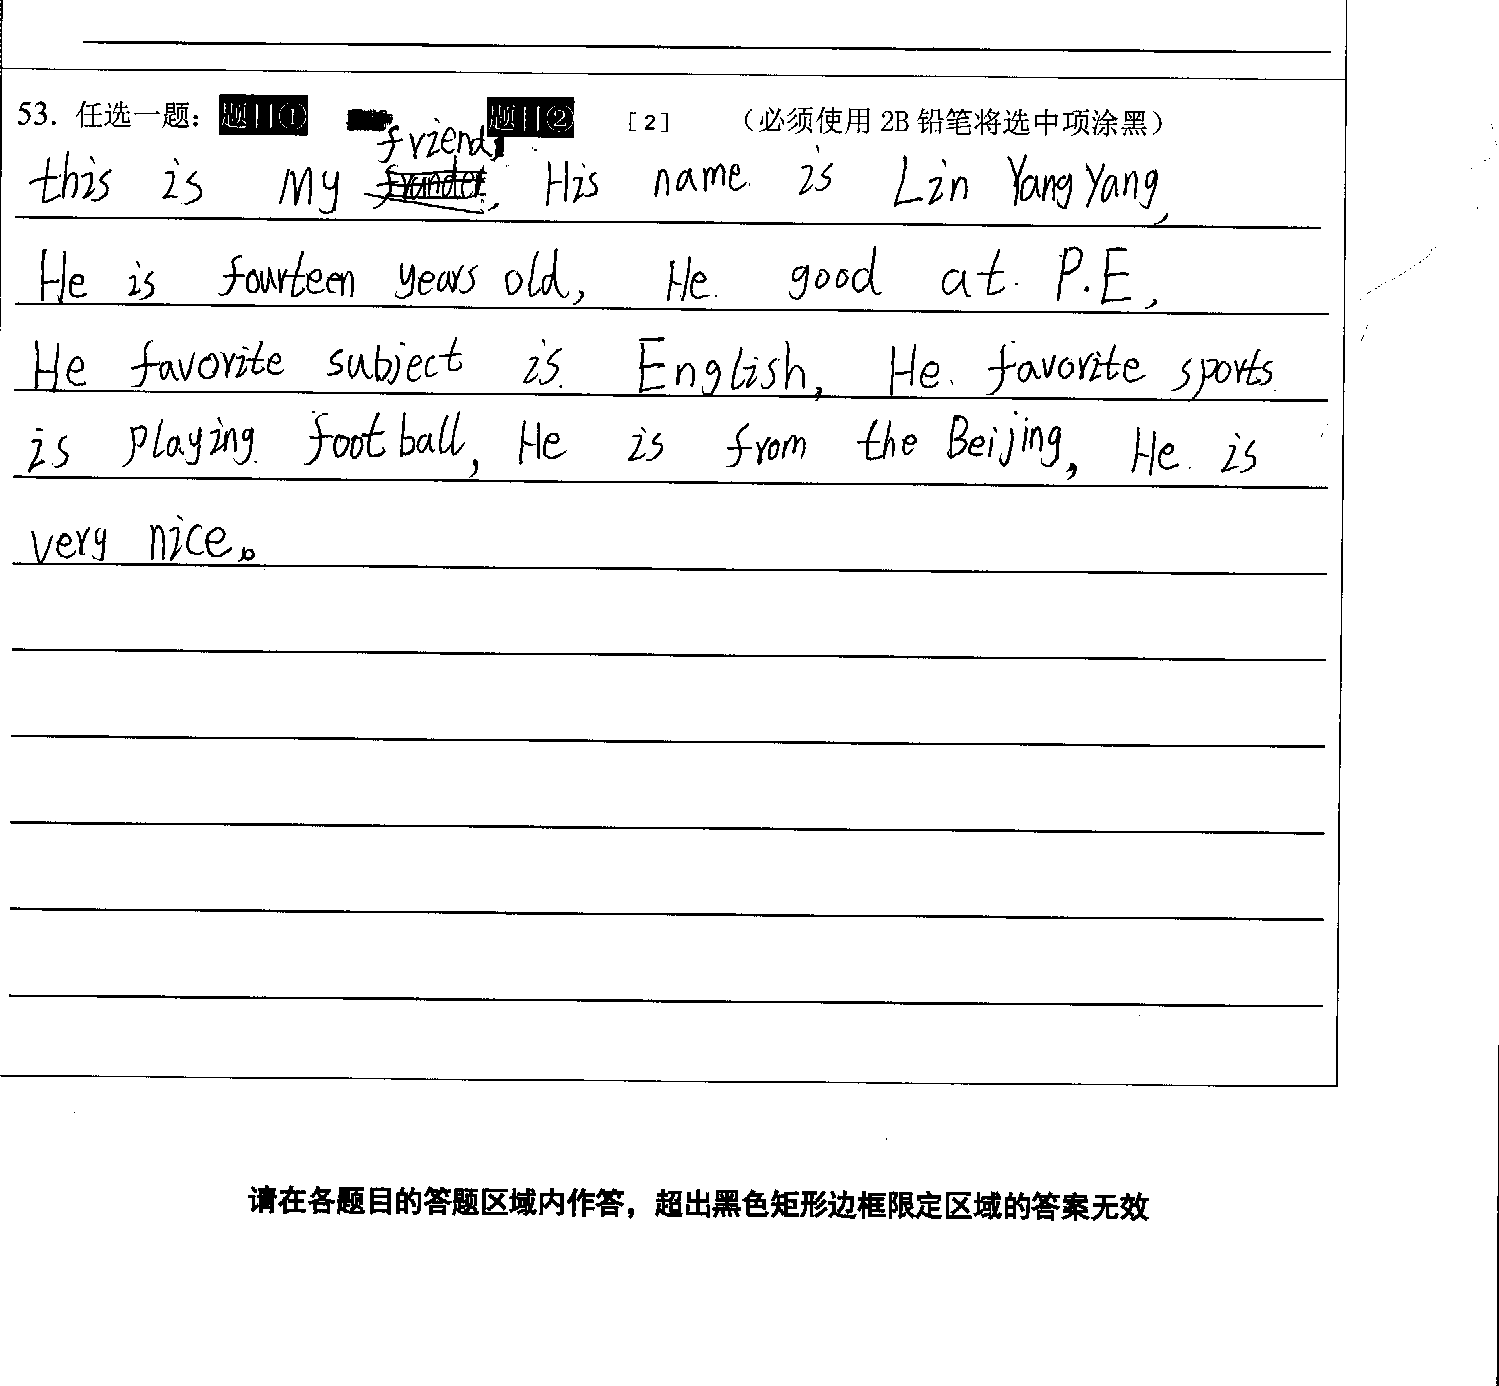 53. 任选一题： 题目① 题目② [2] （必须使用 2B 铅笔将选中项涂黑）
friend,
this is My His name is Lin Yang Yang,
He is fourteen years old, He good at P.E,
He favorite subject is English, He favorite sports
is playing football, He is from the Beijing, He is
very nice。
请在各题目的答题区域内作答，超出黑色矩形边框限定区域的答案无效